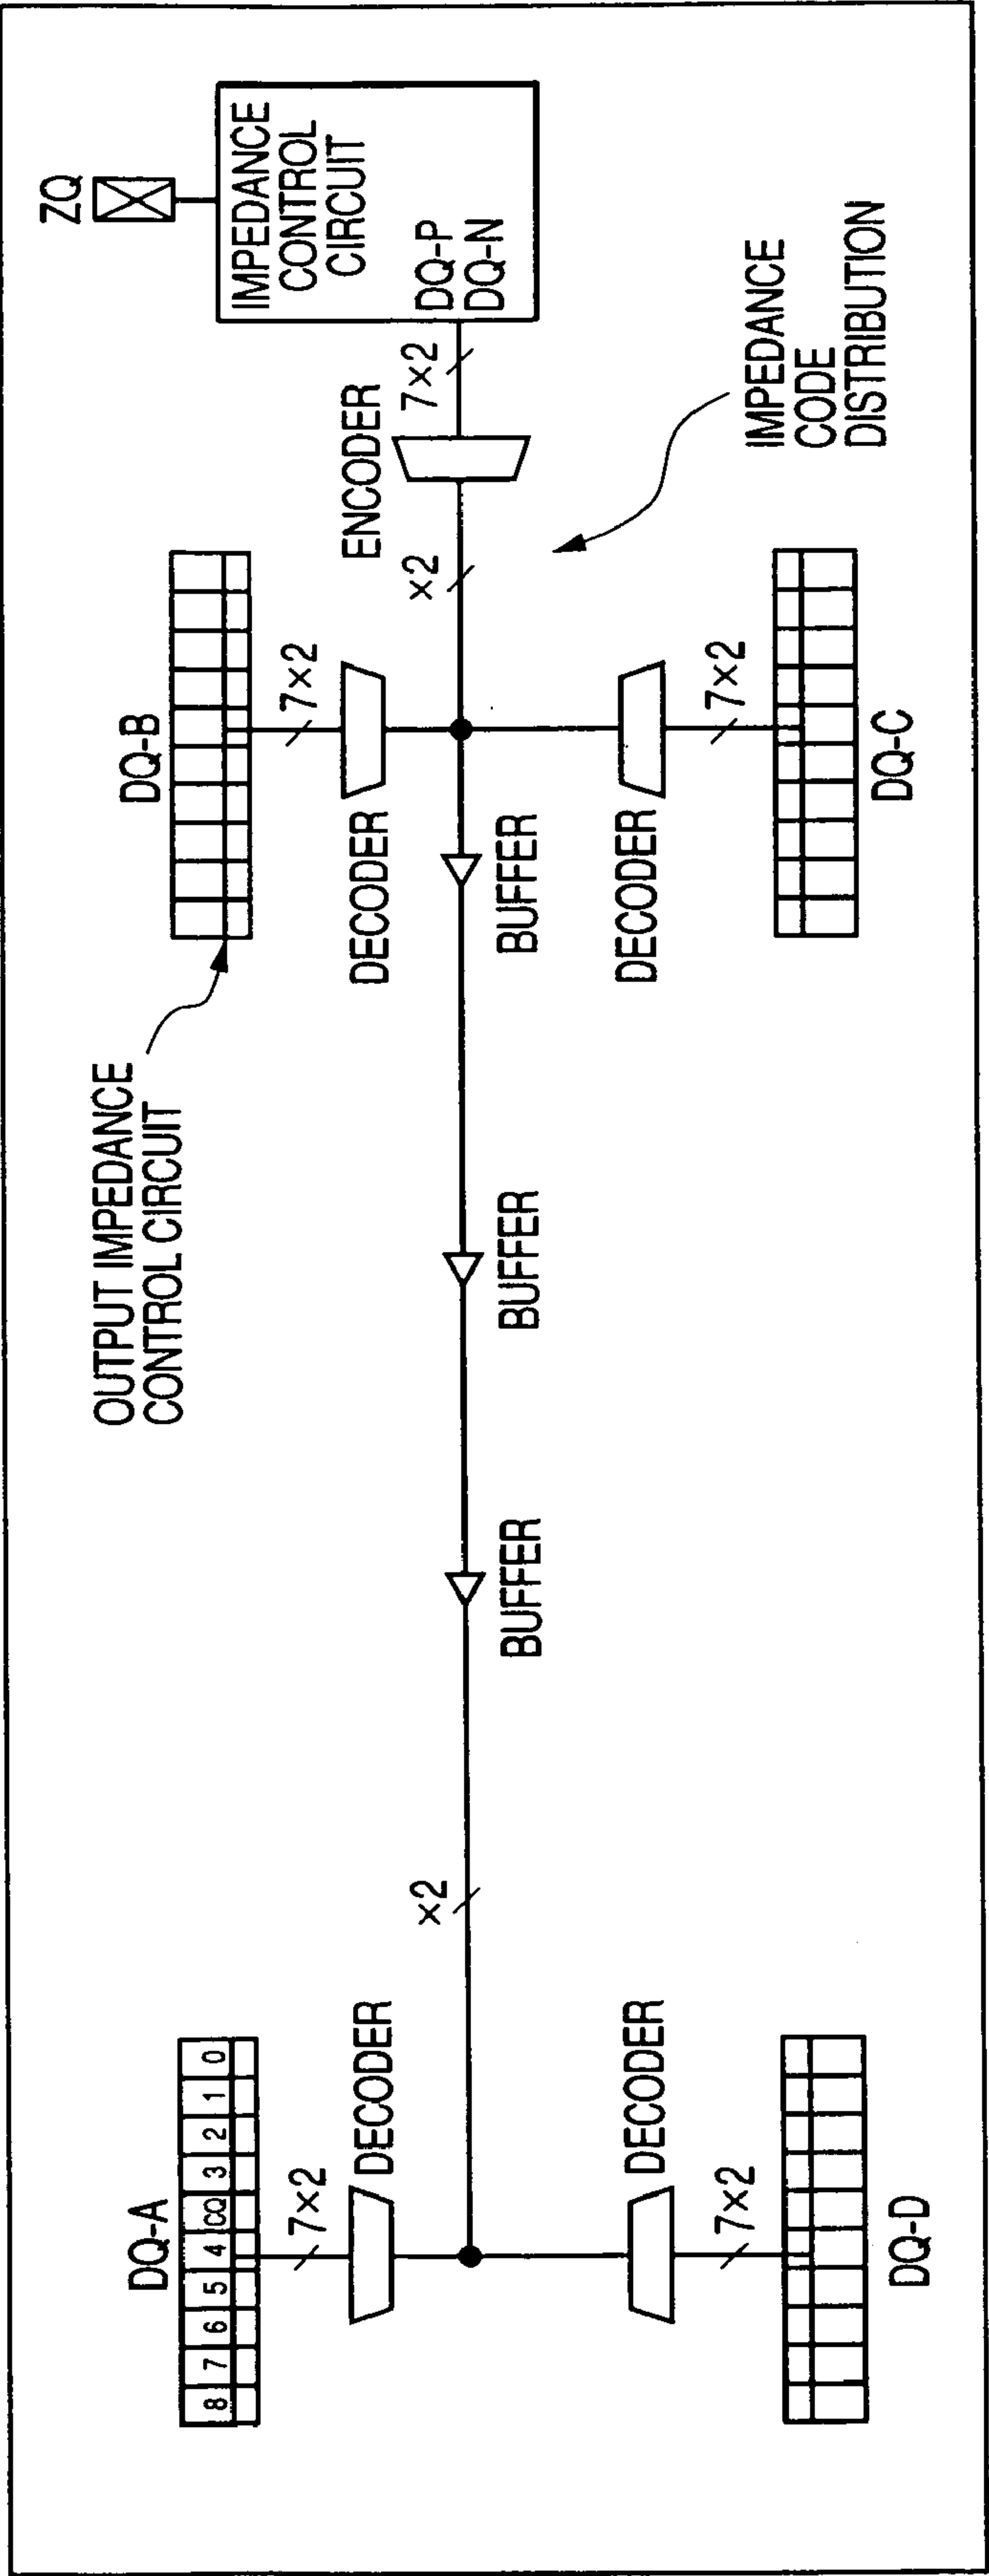 ZQ
IMPEDANCE
CONTROL
CIRCUIT
DQ-P
DQ-N
7×2
ENCODER
×2
IMPEDANCE
CODE
DISTRIBUTION
DQ-B
7×2
DECODER
BUFFER
DECODER
7×2
DQ-C
OUTPUT IMPEDANCE
CONTROL CIRCUIT
BUFFER
BUFFER
×2
DQ-A
8 7 6 5 4 CQ 3 2 1 0
7×2
DECODER
DECODER
7×2
DQ-D